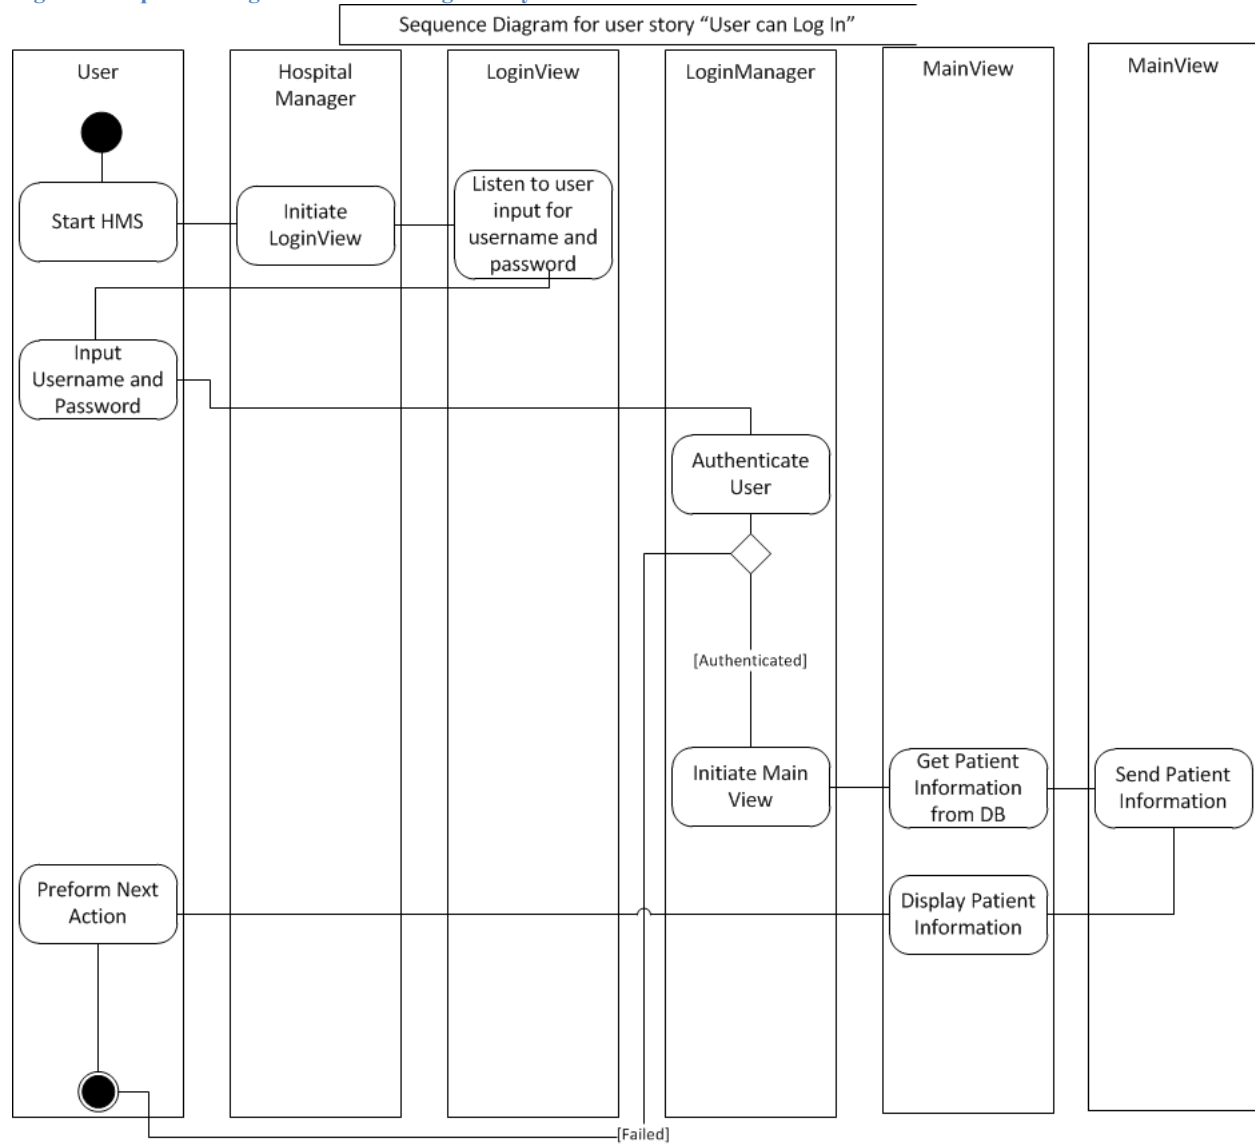 Sequence Diagram for user story “User can Log In”
User
Hospital
Manager
LoginView
LoginManager
MainView
MainView
Start HMS
Initiate
LoginView
Listen to user
input for
username and
password
Input
Username and
Password
Authenticate
User
[Authenticated]
Initiate Main
View
Get Patient
Information
from DB
Send Patient
Information
Preform Next
Action
Display Patient
Information
[Failed]